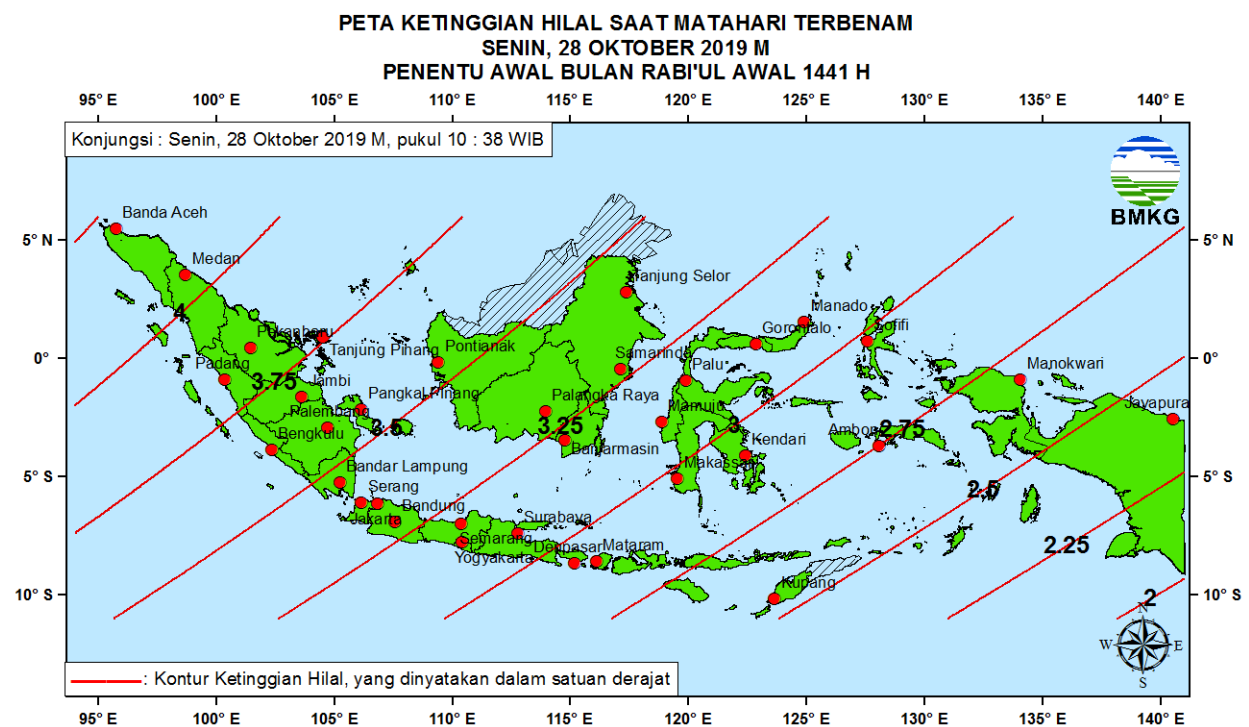 PETA KETINGGIAN HILAL SAAT MATAHARI TERBENAM
SENIN, 28 OKTOBER 2019 M
PENENTU AWAL BULAN RABI'UL AWAL 1441 H
95° E 100° E 105° E 110° E 115° E 120° E 125° E 130° E 135° E 140° E
Konjungsi : Senin, 28 Oktober 2019 M, pukul 10 : 38 WIB
BMKG
Banda Aceh
5° N 5° N
Medan
Tanjung Selor
4
Manado
Sofifi
Pekanbaru
Gorontalo
Tanjung Pinang
Pontianak
0° 0°
Samarinda
Padang
Palu
Manokwari
3.75
Jambi
Pangkal Pinang
Palangka Raya
Mamuju
Jayapura
Palembang
3.5
3.25
3
2.75
Ambon
Bengkulu
Kendari
Banjarmasin
Bandar Lampung
Makassar
5° S 5° S
Serang
2.5
Jakarta
Bandung
Surabaya
Semarang
Denpasar
Mataram
2.25
Yogyakarta
Kupang
10° S 10° S
2
N
W E
S
: Kontur Ketinggian Hilal, yang dinyatakan dalam satuan derajat
95° E 100° E 105° E 110° E 115° E 120° E 125° E 130° E 135° E 140° E